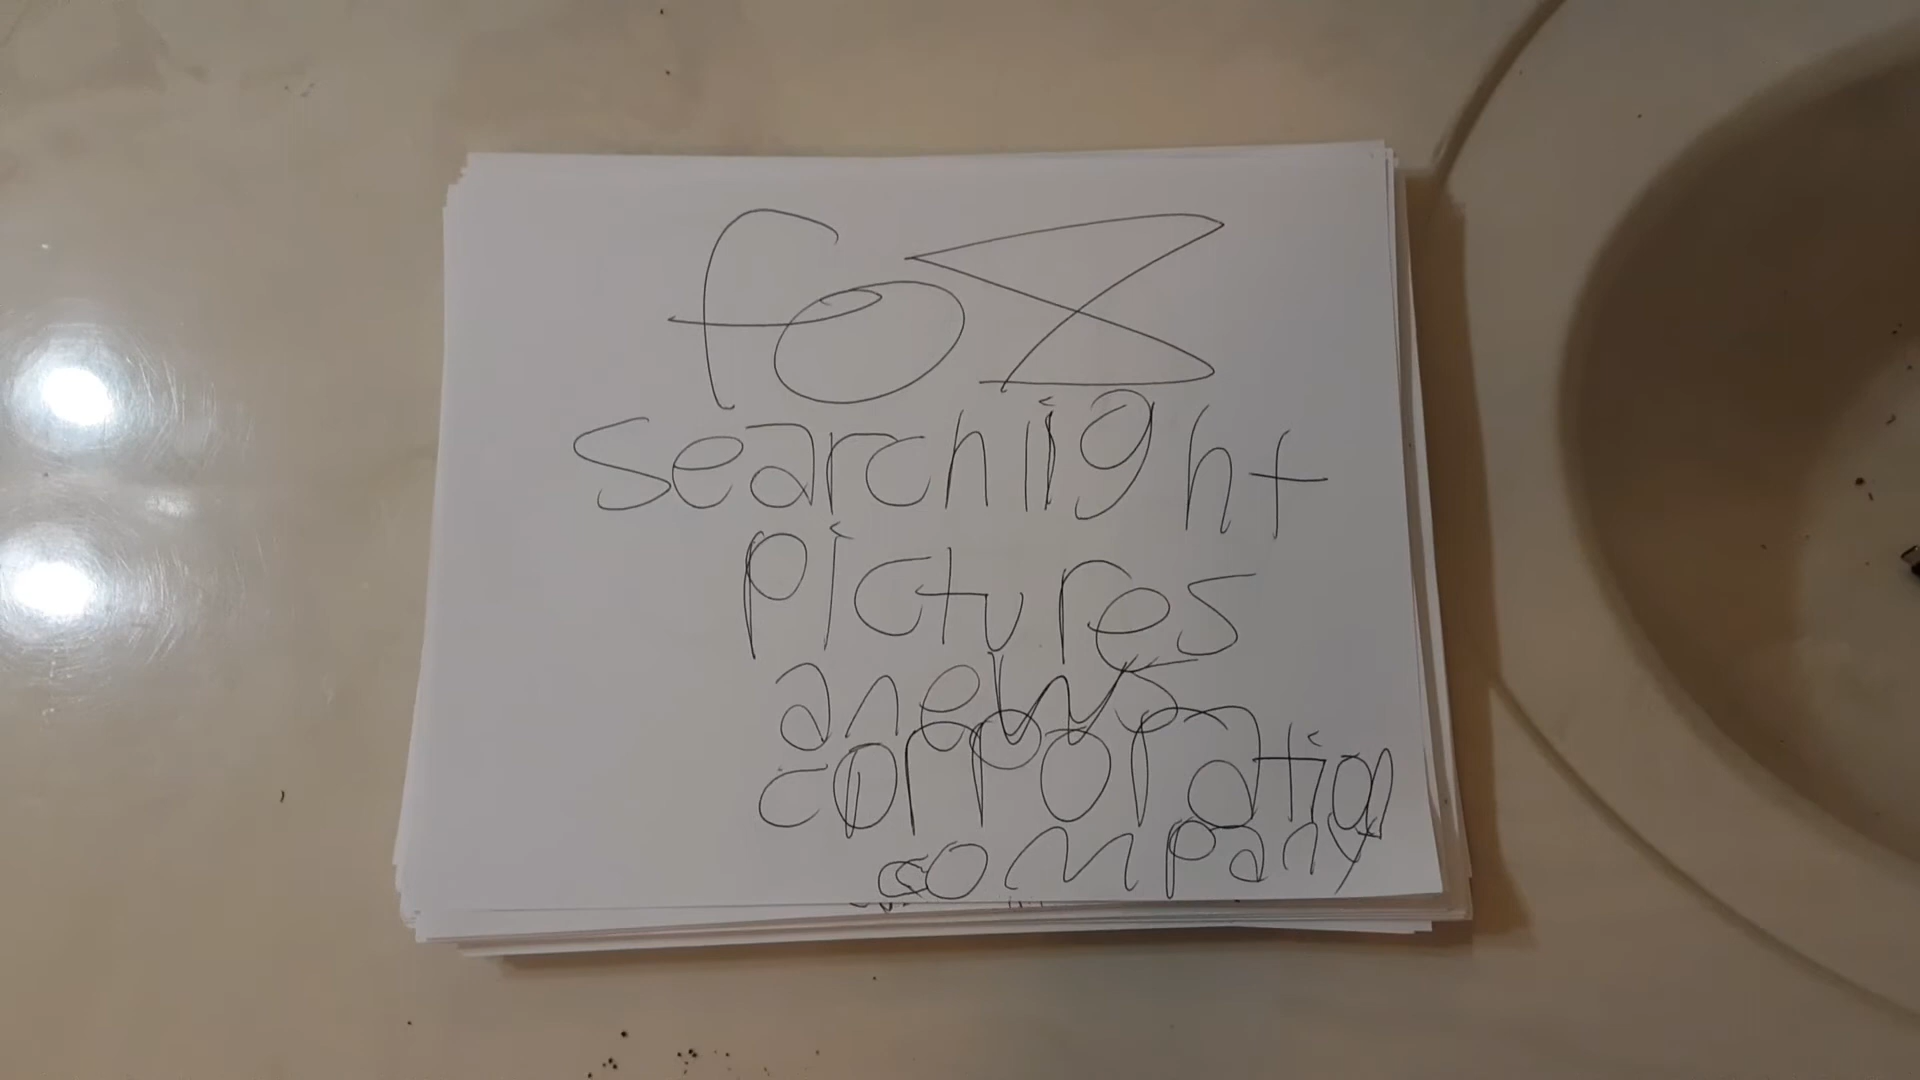 fox
searchlight
pictures
a news
corporation
company